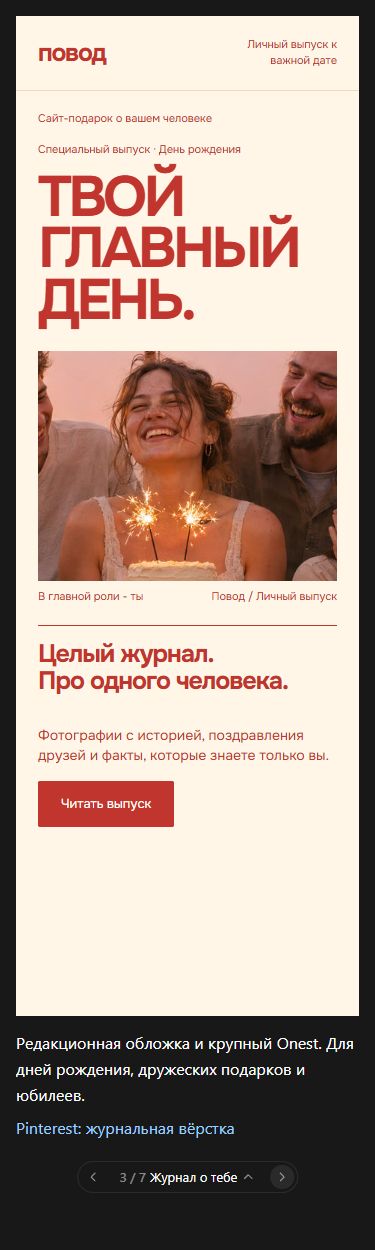 ПОВОД
Личный выпуск к
важной дате
Сайт-подарок о вашем человеке
Специальный выпуск · День рождения
ТВОЙ
ГЛАВНЫЙ
ДЕНЬ.
В главной роли - ты
Повод / Личный выпуск
Целый журнал.
Про одного человека.
Фотографии с историей, поздравления
друзей и факты, которые знаете только вы.
Читать выпуск
Редакционная обложка и крупный Onest. Для
дней рождения, дружеских подарков и
юбилеев.
Pinterest: журнальная вёрстка
3 / 7 Журнал о тебе